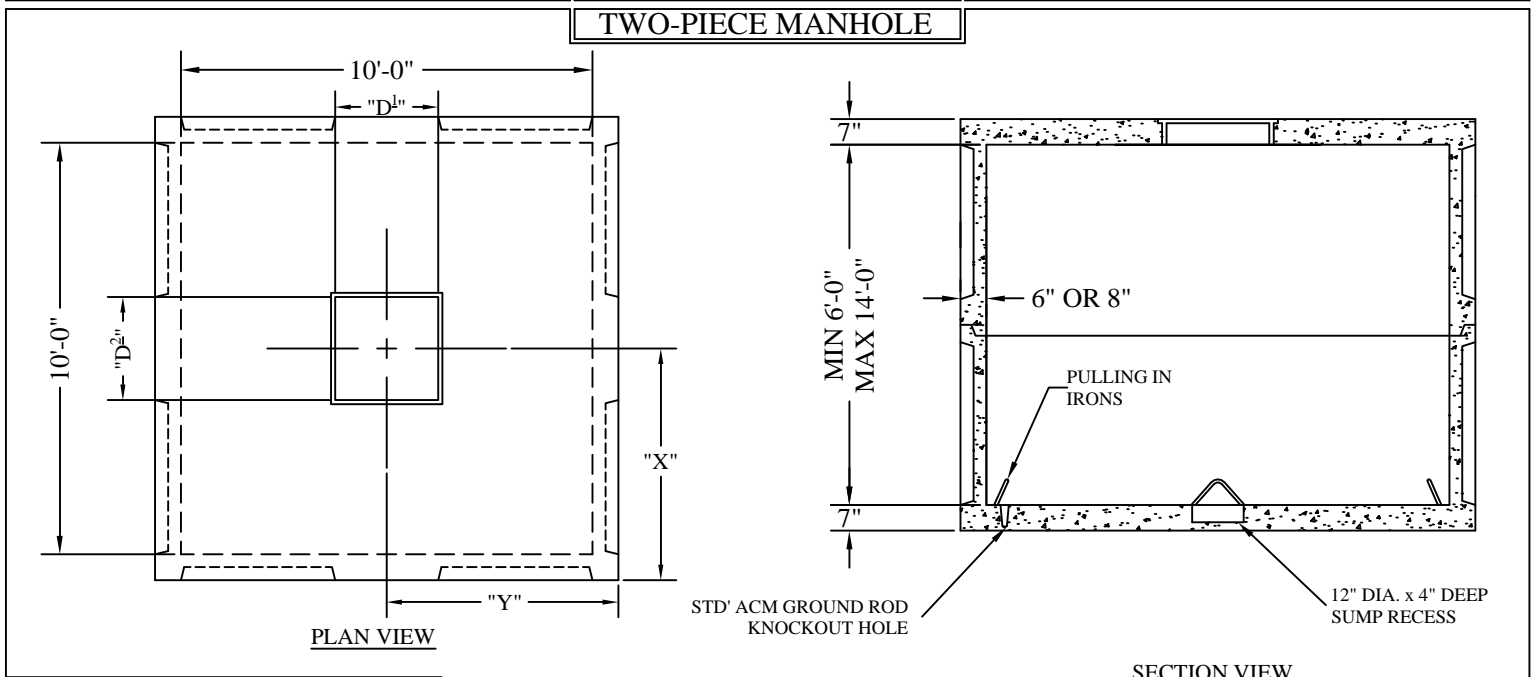 TWO-PIECE MANHOLE
10'-0"
"D¹"
10'-0"
"D²"
"X"
"Y"
PLAN VIEW
7"
MIN 6'-0"
MAX 14'-0"
6" OR 8"
PULLING IN
IRONS
7"
STD' ACM GROUND ROD
KNOCKOUT HOLE
12" DIA. x 4" DEEP
SUMP RECESS
SECTION VIEW